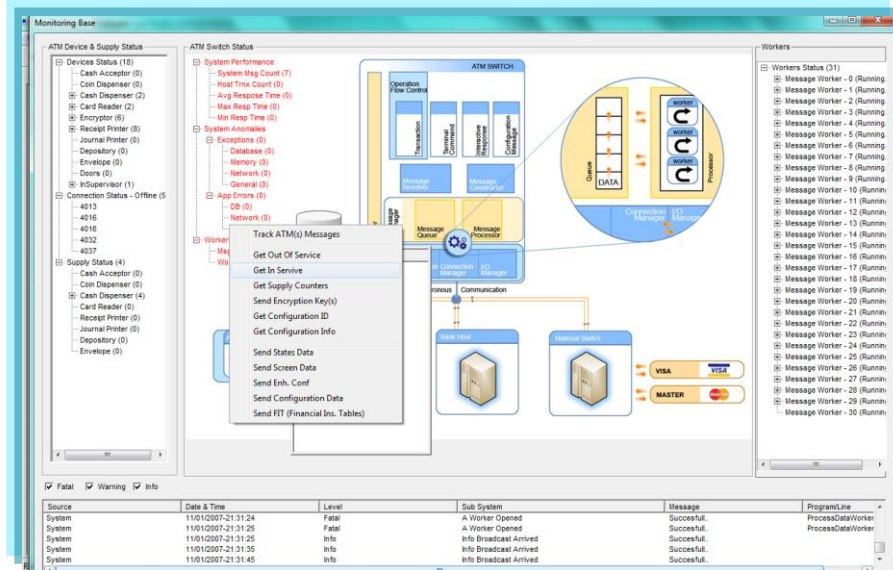 Monitoring Base
ATM Device & Supply Status
Devices Status (18)
Cash Acceptor (0)
Coin Dispenser (0)
Cash Dispenser (2)
Card Reader (2)
Encryptor (6)
Receipt Printer (8)
Journal Printer (0)
Depository (0)
Envelope (0)
Doors (0)
InSupervisor (1)
Connection Status - Offline (5
4013
4016
4016
4032
4037
Supply Status (4)
Cash Acceptor (0)
Coin Dispenser (0)
Cash Dispenser (4)
Card Reader (0)
Receipt Printer (0)
Journal Printer (0)
Depository (0)
Envelope (0)
ATM Switch Status
System Performance
System Msg Count (7)
Host Trnx Count (0)
Avg Respose Time (0)
Max Resp Time (0)
Min Resp Time (0)
System Anomalies
Exceptions (0)
Database (0)
Memory (0)
Network (0)
General (0)
App Errors (0)
DB (0)
Network (0)
Worker
Msg
Wo
Track ATM(s) Messages
Get Out Of Service
Get In Servive
Get Supply Counters
Send Encryption Key(s)
Get Configuration ID
Get Configuration Info
Send States Data
Send Screen Data
Send Enh. Conf
Send Configuration Data
Send FIT (Financial Ins. Tables)
ATM SWITCH
Operation
Flow Control
Transaction
Terminal
Command
Interactive
Response
Configuration
Message
Message
Resolver
Message
Constructor
Message
Queue
Message
Processor
Connection
Manager
I/O
Manager
ronous Communication
Bank Host
National Switch
VISA
VISA
MASTER
Queue
DATA
worker
worker
worker
Processor
Connection
Manager
I/O
Manager
Workers
Workers Status (31)
Message Worker - 0 (Running.
Message Worker - 1 (Running.
Message Worker - 2 (Running.
Message Worker - 3 (Running.
Message Worker - 4 (Running.
Message Worker - 5 (Running.
Message Worker - 6 (Running.
Message Worker - 7 (Running.
Message Worker - 8 (Running.
Message Worker - 9 (Running.
Message Worker - 10 (Runnin
Message Worker - 11 (Runnin
Message Worker - 12 (Runnin
Message Worker - 13 (Runnin
Message Worker - 14 (Runnin
Message Worker - 15 (Runnin
Message Worker - 16 (Runnin
Message Worker - 17 (Runnin
Message Worker - 18 (Runnin
Message Worker - 19 (Runnin
Message Worker - 20 (Runnin
Message Worker - 21 (Runnin
Message Worker - 22 (Runnin
Message Worker - 23 (Runnin
Message Worker - 24 (Runnin
Message Worker - 25 (Runnin
Message Worker - 26 (Runnin
Message Worker - 27 (Runnin
Message Worker - 28 (Runnin
Message Worker - 29 (Runnin
Message Worker - 30 (Runnin
Fatal Warning Info
Source Date & Time Level Sub System Message Program/Line
System 11/01/2007-21:31:24 Fatal A Worker Opened Succesfull.. ProcessDataWorker
System 11/01/2007-21:31:25 Fatal A Worker Opened Succesfull.. ProcessDataWorker
System 11/01/2007-21:31:25 Info Info Broadcast Arrived Succesfull..
System 11/01/2007-21:31:35 Info Info Broadcast Arrived Succesfull..
System 11/01/2007-21:31:45 Info Info Broadcast Arrived Succesfull..